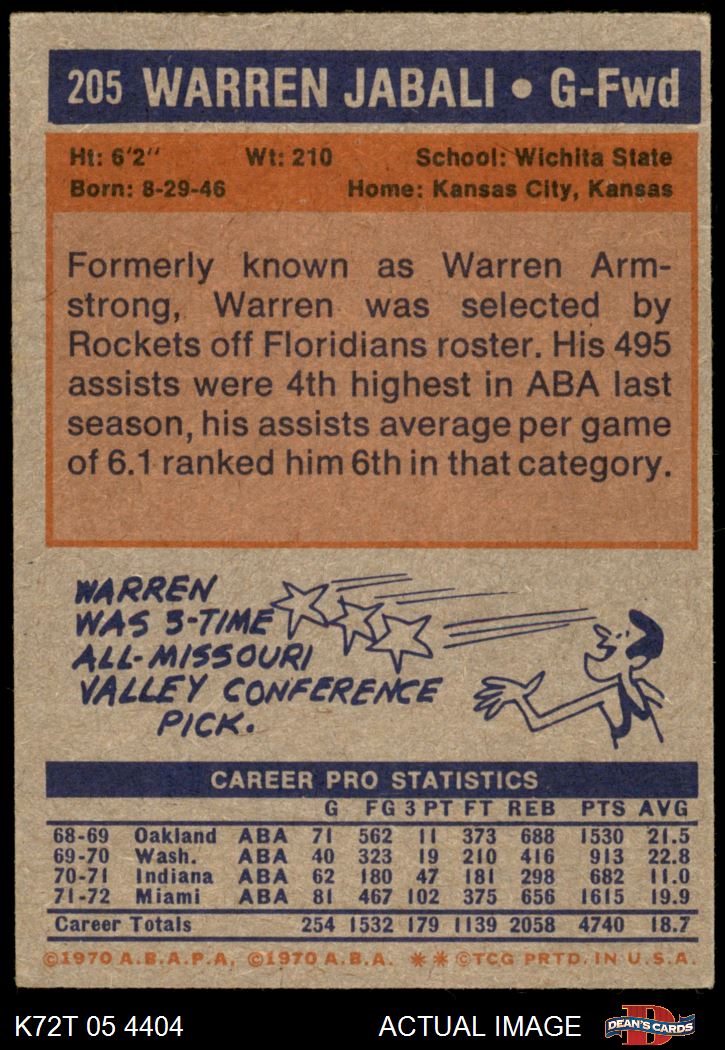 205 WARREN JABALI • G-Fwd
Ht: 6'2" Wt: 210 School: Wichita State
Born: 8-29-46 Home: Kansas City, Kansas
Formerly known as Warren Arm-
strong, Warren was selected by
Rockets off Floridians roster. His 495
assists were 4th highest in ABA last
season, his assists average per game
of 6.1 ranked him 6th in that category.
WARREN
WAS 3-TIME
ALL-MISSOURI
VALLEY CONFERENCE
PICK.
CAREER PRO STATISTICS
G FG 3 PT FT REB PTS AVG
68-69 Oakland ABA 71 562 11 373 688 1530 21.5
69-70 Wash. ABA 40 323 19 210 416 913 22.8
70-71 Indiana ABA 62 180 47 181 298 682 11.0
71-72 Miami ABA 81 467 102 375 656 1615 19.9
Career Totals 254 1532 179 1139 2058 4740 18.7
©1970 A.B.A.P.A. ©1970 A.B.A. ** ©TCG PRTD. IN U.S.A.
K72T 05 4404 ACTUAL IMAGE DEAN'S CARDS